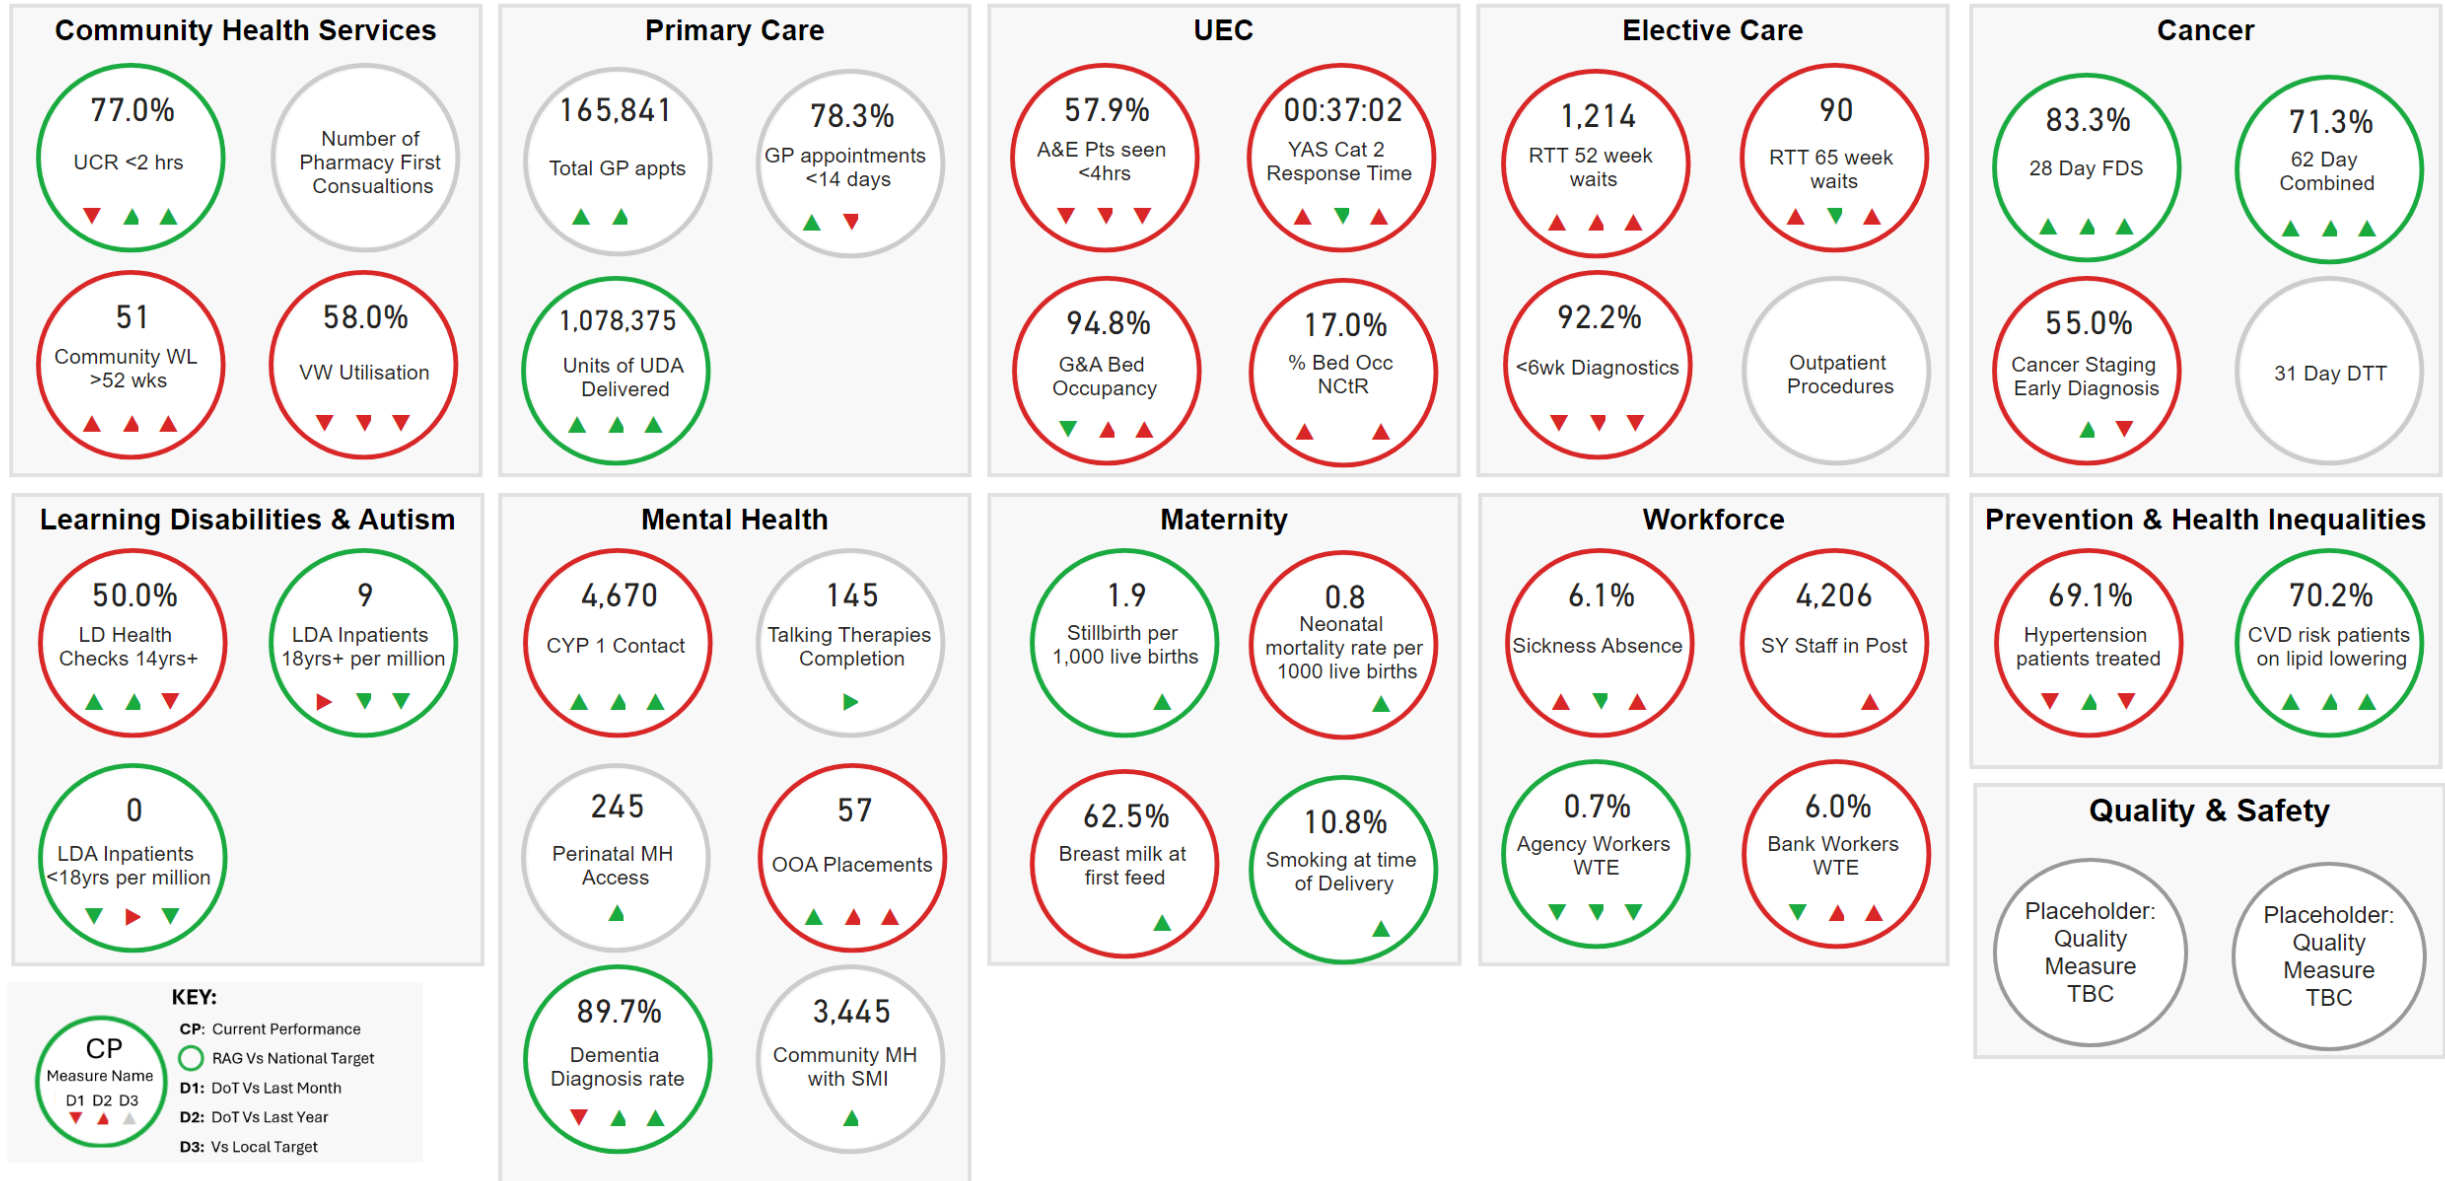 Community Health Services
77.0%
UCR <2 hrs
Number of
Pharmacy First
Consualtions
51
Community WL
>52 wks
58.0%
VW Utilisation
Primary Care
165,841
Total GP appts
78.3%
GP appointments
<14 days
1,078,375
Units of UDA
Delivered
UEC
57.9%
A&E Pts seen
<4hrs
00:37:02
YAS Cat 2
Response Time
94.8%
G&A Bed
Occupancy
17.0%
% Bed Occ
NCtR
Elective Care
1,214
RTT 52 week
waits
90
RTT 65 week
waits
92.2%
<6wk Diagnostics
Outpatient
Procedures
Cancer
83.3%
28 Day FDS
71.3%
62 Day
Combined
55.0%
Cancer Staging
Early Diagnosis
31 Day DTT
Learning Disabilities & Autism
50.0%
LD Health
Checks 14yrs+
9
LDA Inpatients
18yrs+ per million
0
LDA Inpatients
<18yrs per million
Mental Health
4,670
CYP 1 Contact
145
Talking Therapies
Completion
245
Perinatal MH
Access
57
OOA Placements
89.7%
Dementia
Diagnosis rate
3,445
Community MH
with SMI
Maternity
1.9
Stillbirth per
1,000 live births
0.8
Neonatal
mortality rate per
1000 live births
62.5%
Breast milk at
first feed
10.8%
Smoking at time
of Delivery
Workforce
6.1%
Sickness Absence
4,206
SY Staff in Post
0.7%
Agency Workers
WTE
6.0%
Bank Workers
WTE
Prevention & Health Inequalities
69.1%
Hypertension
patients treated
70.2%
CVD risk patients
on lipid lowering
Quality & Safety
Placeholder:
Quality
Measure
TBC
Placeholder:
Quality
Measure
TBC
KEY:
CP
Measure Name
D1 D2 D3
CP: Current Performance
RAG Vs National Target
D1: DoT Vs Last Month
D2: DoT Vs Last Year
D3: Vs Local Target